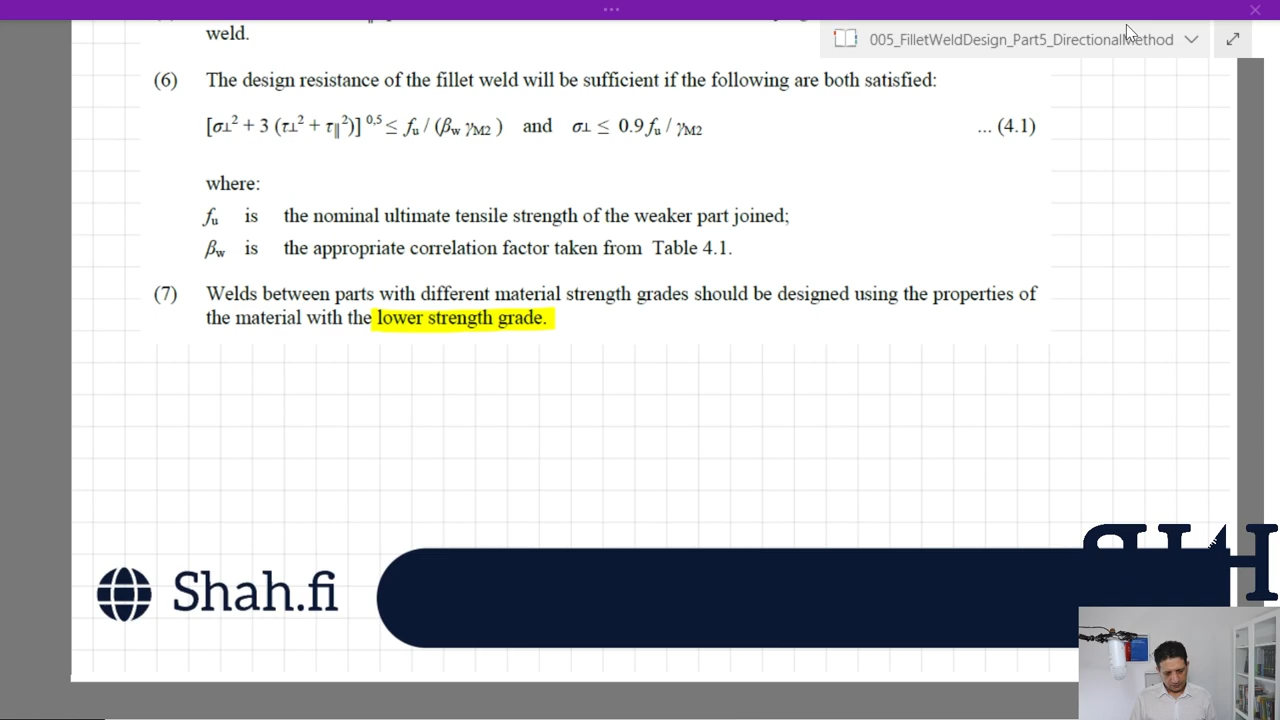 weld.
005_FilletWeldDesign_Part5_DirectionalMethod
(6) The design resistance of the fillet weld will be sufficient if the following are both satisfied:
[σ⊥² + 3 (τ⊥² + τ∥²)] 0,5 ≤ fu / (βw γM2 ) and σ⊥ ≤ 0.9 fu / γM2 ... (4.1)
where:
fu is the nominal ultimate tensile strength of the weaker part joined;
βw is the appropriate correlation factor taken from Table 4.1.
(7) Welds between parts with different material strength grades should be designed using the properties of
the material with the lower strength grade.
Shah.fi